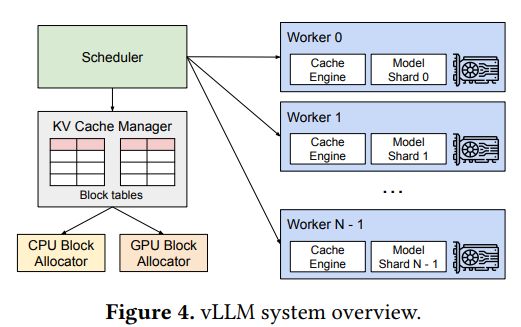 Scheduler
KV Cache Manager
Block tables
CPU Block
Allocator
GPU Block
Allocator
Worker 0
Cache
Engine
Model
Shard 0
Worker 1
Cache
Engine
Model
Shard 1
...
Worker N - 1
Cache
Engine
Model
Shard N - 1
Figure 4. vLLM system overview.